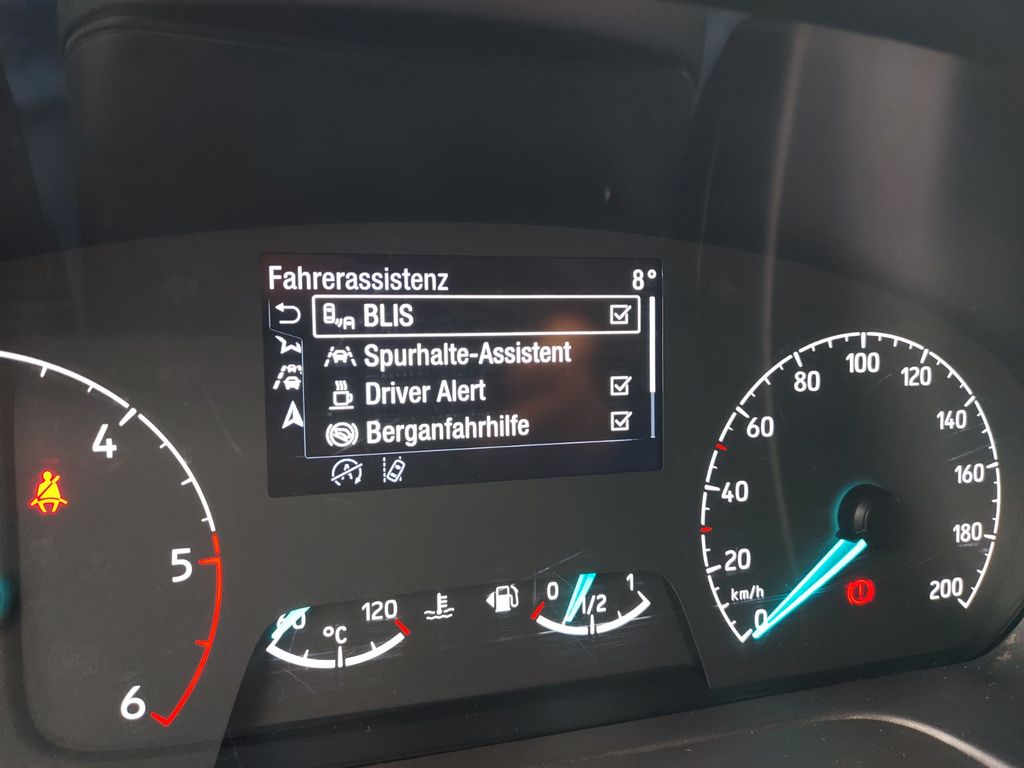 Fahrerassistenz 8°
BLIS
Spurhalte-Assistent
Driver Alert
Berganfahrhilfe
4
5
6
60 °C 120
0 1/2 1
0 20 40 60 80 100 120 140 160 180 200
km/h